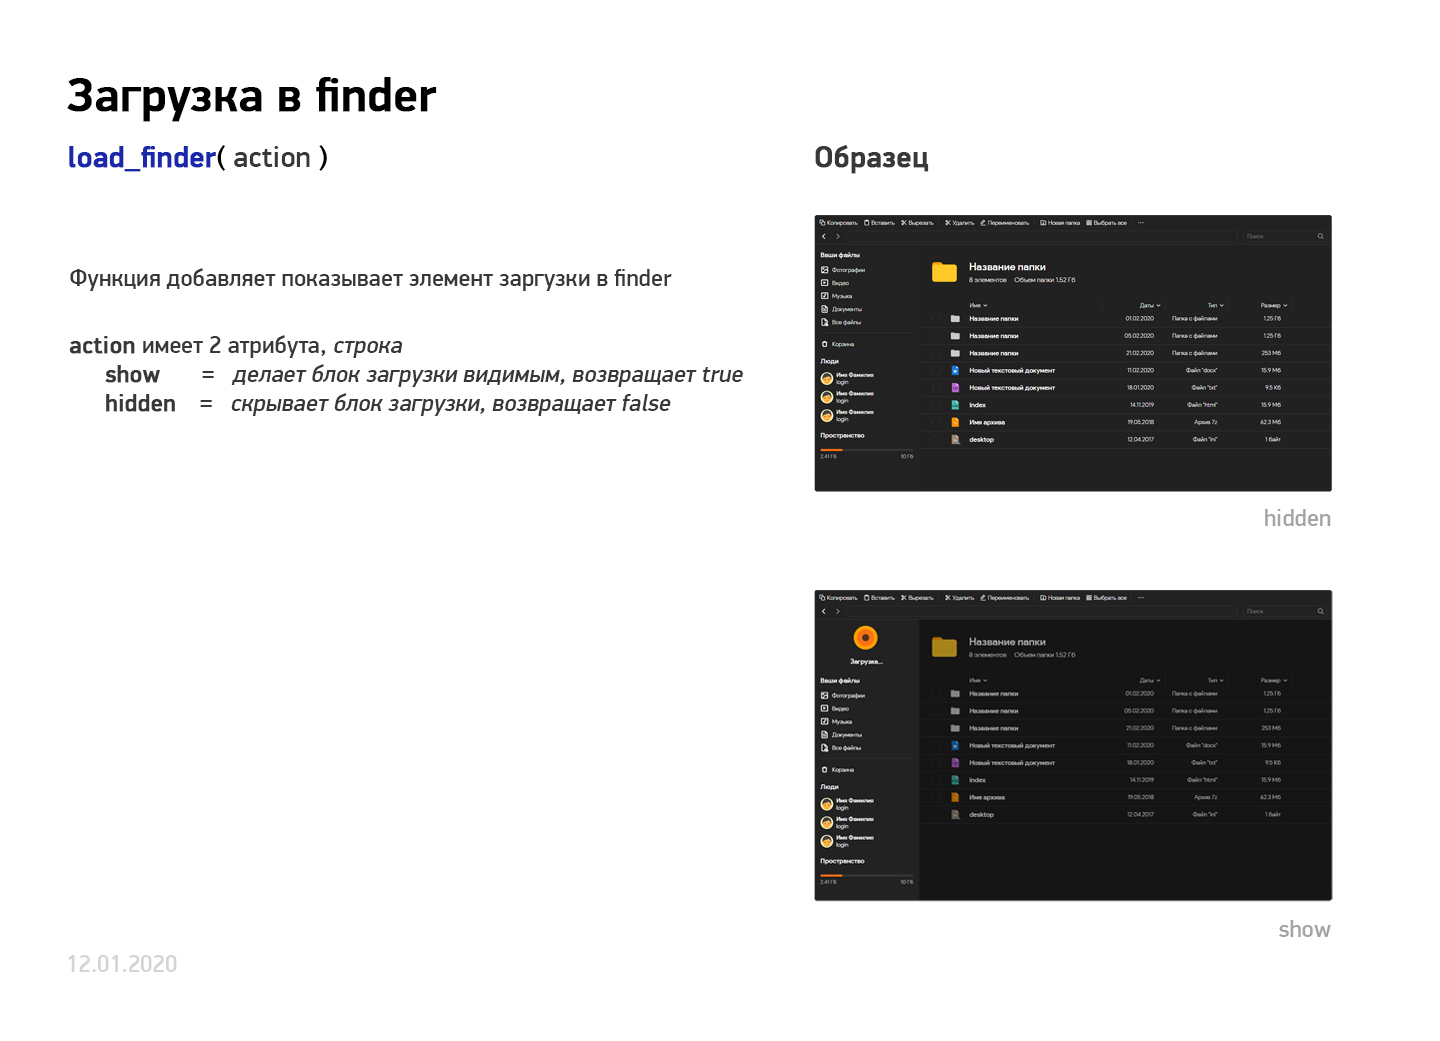 Загрузка в finder
load_finder( action )
Функция добавляет показывает элемент заргузки в finder
action имеет 2 атрибута, строка
show = делает блок загрузки видимым, возвращает true
hidden = скрывает блок загрузки, возвращает false
12.01.2020
Образец
Копировать Вставить Вырезать Удалить Переименовать Новая папка Выбрать все ...
Поиск
Ваши файлы
Фотографии
Видео
Музыка
Документы
Все файлы
Корзина
Люди
Имя Фамилия
login
Имя Фамилия
login
Имя Фамилия
login
Пространство
2.41 Гб 10 Гб
Название папки
8 элементов Объем папки 1.52 Гб
Имя Даты Тип Размер
Название папки 01.02.2020 Папка с файлами 1.25 Гб
Название папки 05.02.2020 Папка с файлами 1.25 Гб
Название папки 21.02.2020 Папка с файлами 253 Мб
Новый текстовый документ 11.02.2020 Файл "docx" 15.9 Мб
Новый текстовый документ 18.01.2020 Файл "txt" 9.5 Кб
index 14.11.2019 Файл "html" 15.9 Мб
Имя архива 19.05.2018 Архив 7z 62.3 Мб
desktop 12.04.2017 Файл "ini" 1 байт
hidden
Копировать Вставить Вырезать Удалить Переименовать Новая папка Выбрать все ...
Поиск
Загрузка...
Ваши файлы
Фотографии
Видео
Музыка
Документы
Все файлы
Корзина
Люди
Имя Фамилия
login
Имя Фамилия
login
Имя Фамилия
login
Пространство
2.41 Гб 10 Гб
Название папки
8 элементов Объем папки 1.52 Гб
Имя Даты Тип Размер
Название папки 01.02.2020 Папка с файлами 1.25 Гб
Название папки 05.02.2020 Папка с файлами 1.25 Гб
Название папки 21.02.2020 Папка с файлами 253 Мб
Новый текстовый документ 11.02.2020 Файл "docx" 15.9 Мб
Новый текстовый документ 18.01.2020 Файл "txt" 9.5 Кб
index 14.11.2019 Файл "html" 15.9 Мб
Имя архива 19.05.2018 Архив 7z 62.3 Мб
desktop 12.04.2017 Файл "ini" 1 байт
show